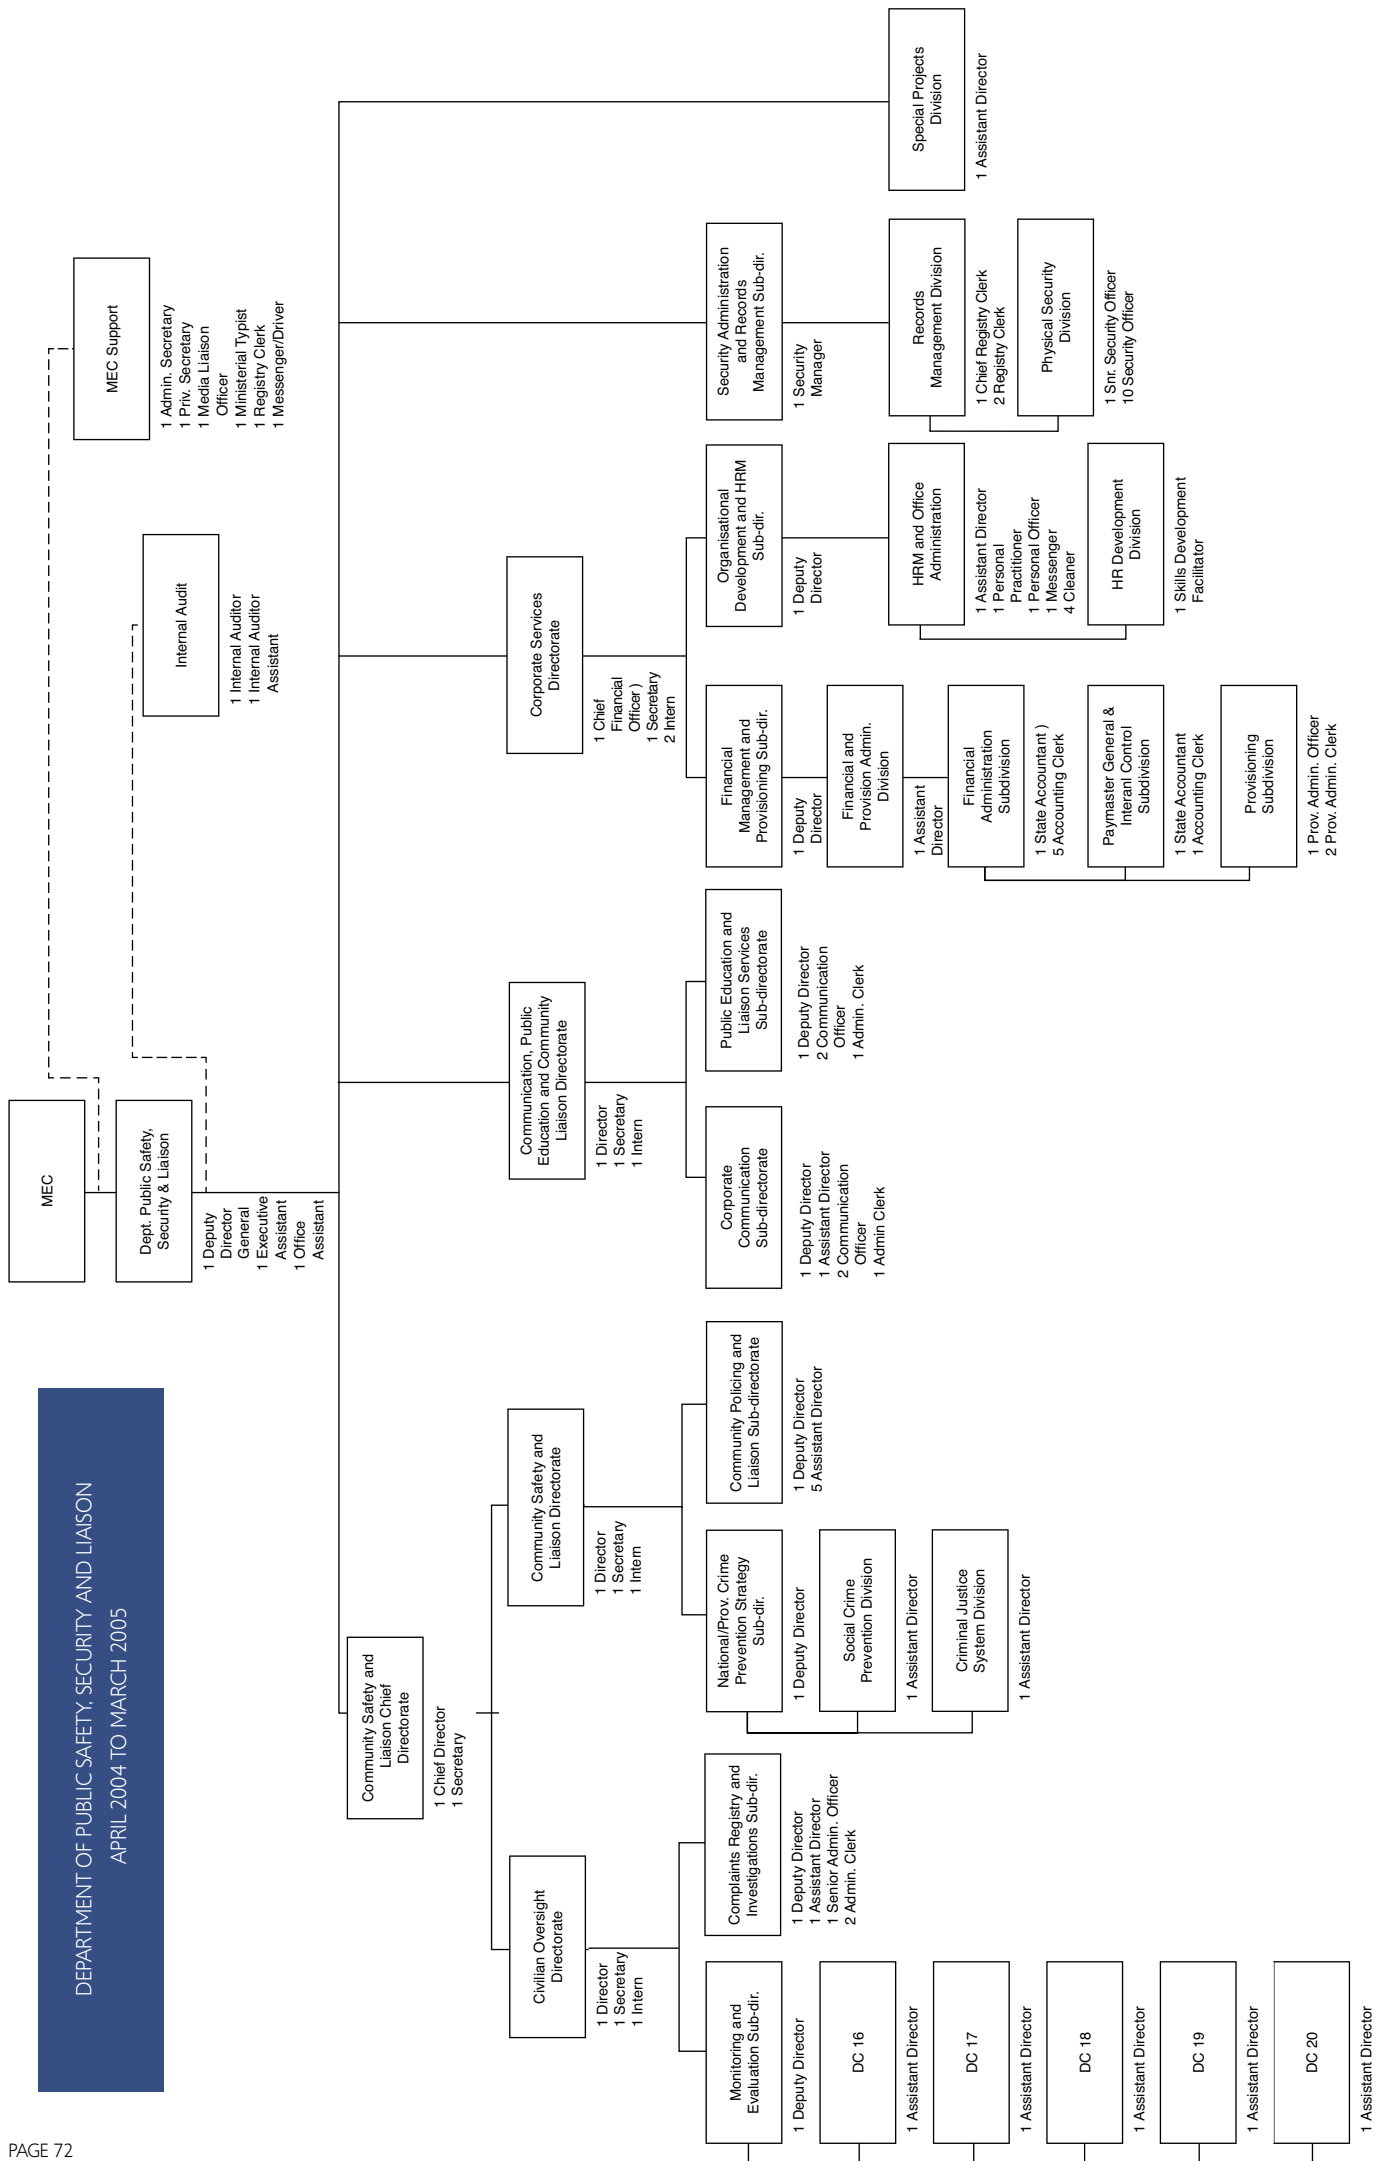 PAGE 72
DEPARTMENT OF PUBLIC SAFETY, SECURITY AND LIAISON
APRIL 2004 TO MARCH 2005
MEC
Dept. Public Safety,
Security & Liaison
1 Deputy
Director
General
1 Executive
Assistant
1 Office
Assistant
MEC Support
1 Admin. Secretary
1 Priv. Secretary
1 Media Liaison
Officer
1 Ministerial Typist
1 Registry Clerk
1 Messenger/Driver
Internal Audit
1 Internal Auditor
1 Internal Auditor
Assistant
Community Safety and
Liaison Chief
Directorate
1 Chief Director
1 Secretary
Civilian Oversight
Directorate
1 Director
1 Secretary
1 Intern
Monitoring and
Evaluation Sub-dir.
1 Deputy Director
DC 16
1 Assistant Director
DC 17
1 Assistant Director
DC 18
1 Assistant Director
DC 19
1 Assistant Director
DC 20
1 Assistant Director
Complaints Registry and
Investigations Sub-dir.
1 Deputy Director
1 Assistant Director
1 Senior Admin. Officer
2 Admin. Clerk
Community Safety and
Liaison Directorate
1 Director
1 Secretary
1 Intern
National/Prov. Crime
Prevention Strategy
Sub-dir.
1 Deputy Director
Social Crime
Prevention Division
1 Assistant Director
Criminal Justice
System Division
1 Assistant Director
Community Policing and
Liaison Sub-directorate
1 Deputy Director
5 Assistant Director
Communication, Public
Education and Community
Liaison Directorate
1 Director
1 Secretary
1 Intern
Corporate
Communication
Sub-directorate
1 Deputy Director
1 Assistant Director
2 Communication
Officer
1 Admin Clerk
Public Education and
Liaison Services
Sub-directorate
1 Deputy Director
2 Communication
Officer
1 Admin. Clerk
Corporate Services
Directorate
1 Chief
Financial
Officer )
1 Secretary
2 Intern
Financial
Management and
Provisioning Sub-dir.
1 Deputy
Director
Financial and
Provision Admin.
Division
1 Assistant
Director
Financial
Administration
Subdivision
1 State Accountant )
5 Accounting Clerk
Paymaster General &
Interanl Control
Subdivision
1 State Accountant
1 Accounting Clerk
Provisioning
Subdivision
1 Prov. Admin. Officer
2 Prov. Admin. Clerk
Organisational
Development and HRM
Sub-dir.
1 Deputy
Director
HRM and Office
Administration
1 Assistant Director
1 Personal
Practitioner
1 Personal Officer
1 Messenger
4 Cleaner
HR Development
Division
1 Skills Development
Facilitator
Security Administration
and Records
Management Sub-dir.
1 Security
Manager
Records
Management Division
1 Chief Registry Clerk
2 Registry Clerk
Physical Security
Division
1 Snr. Security Officer
10 Security Officer
Special Projects
Division
1 Assistant Director